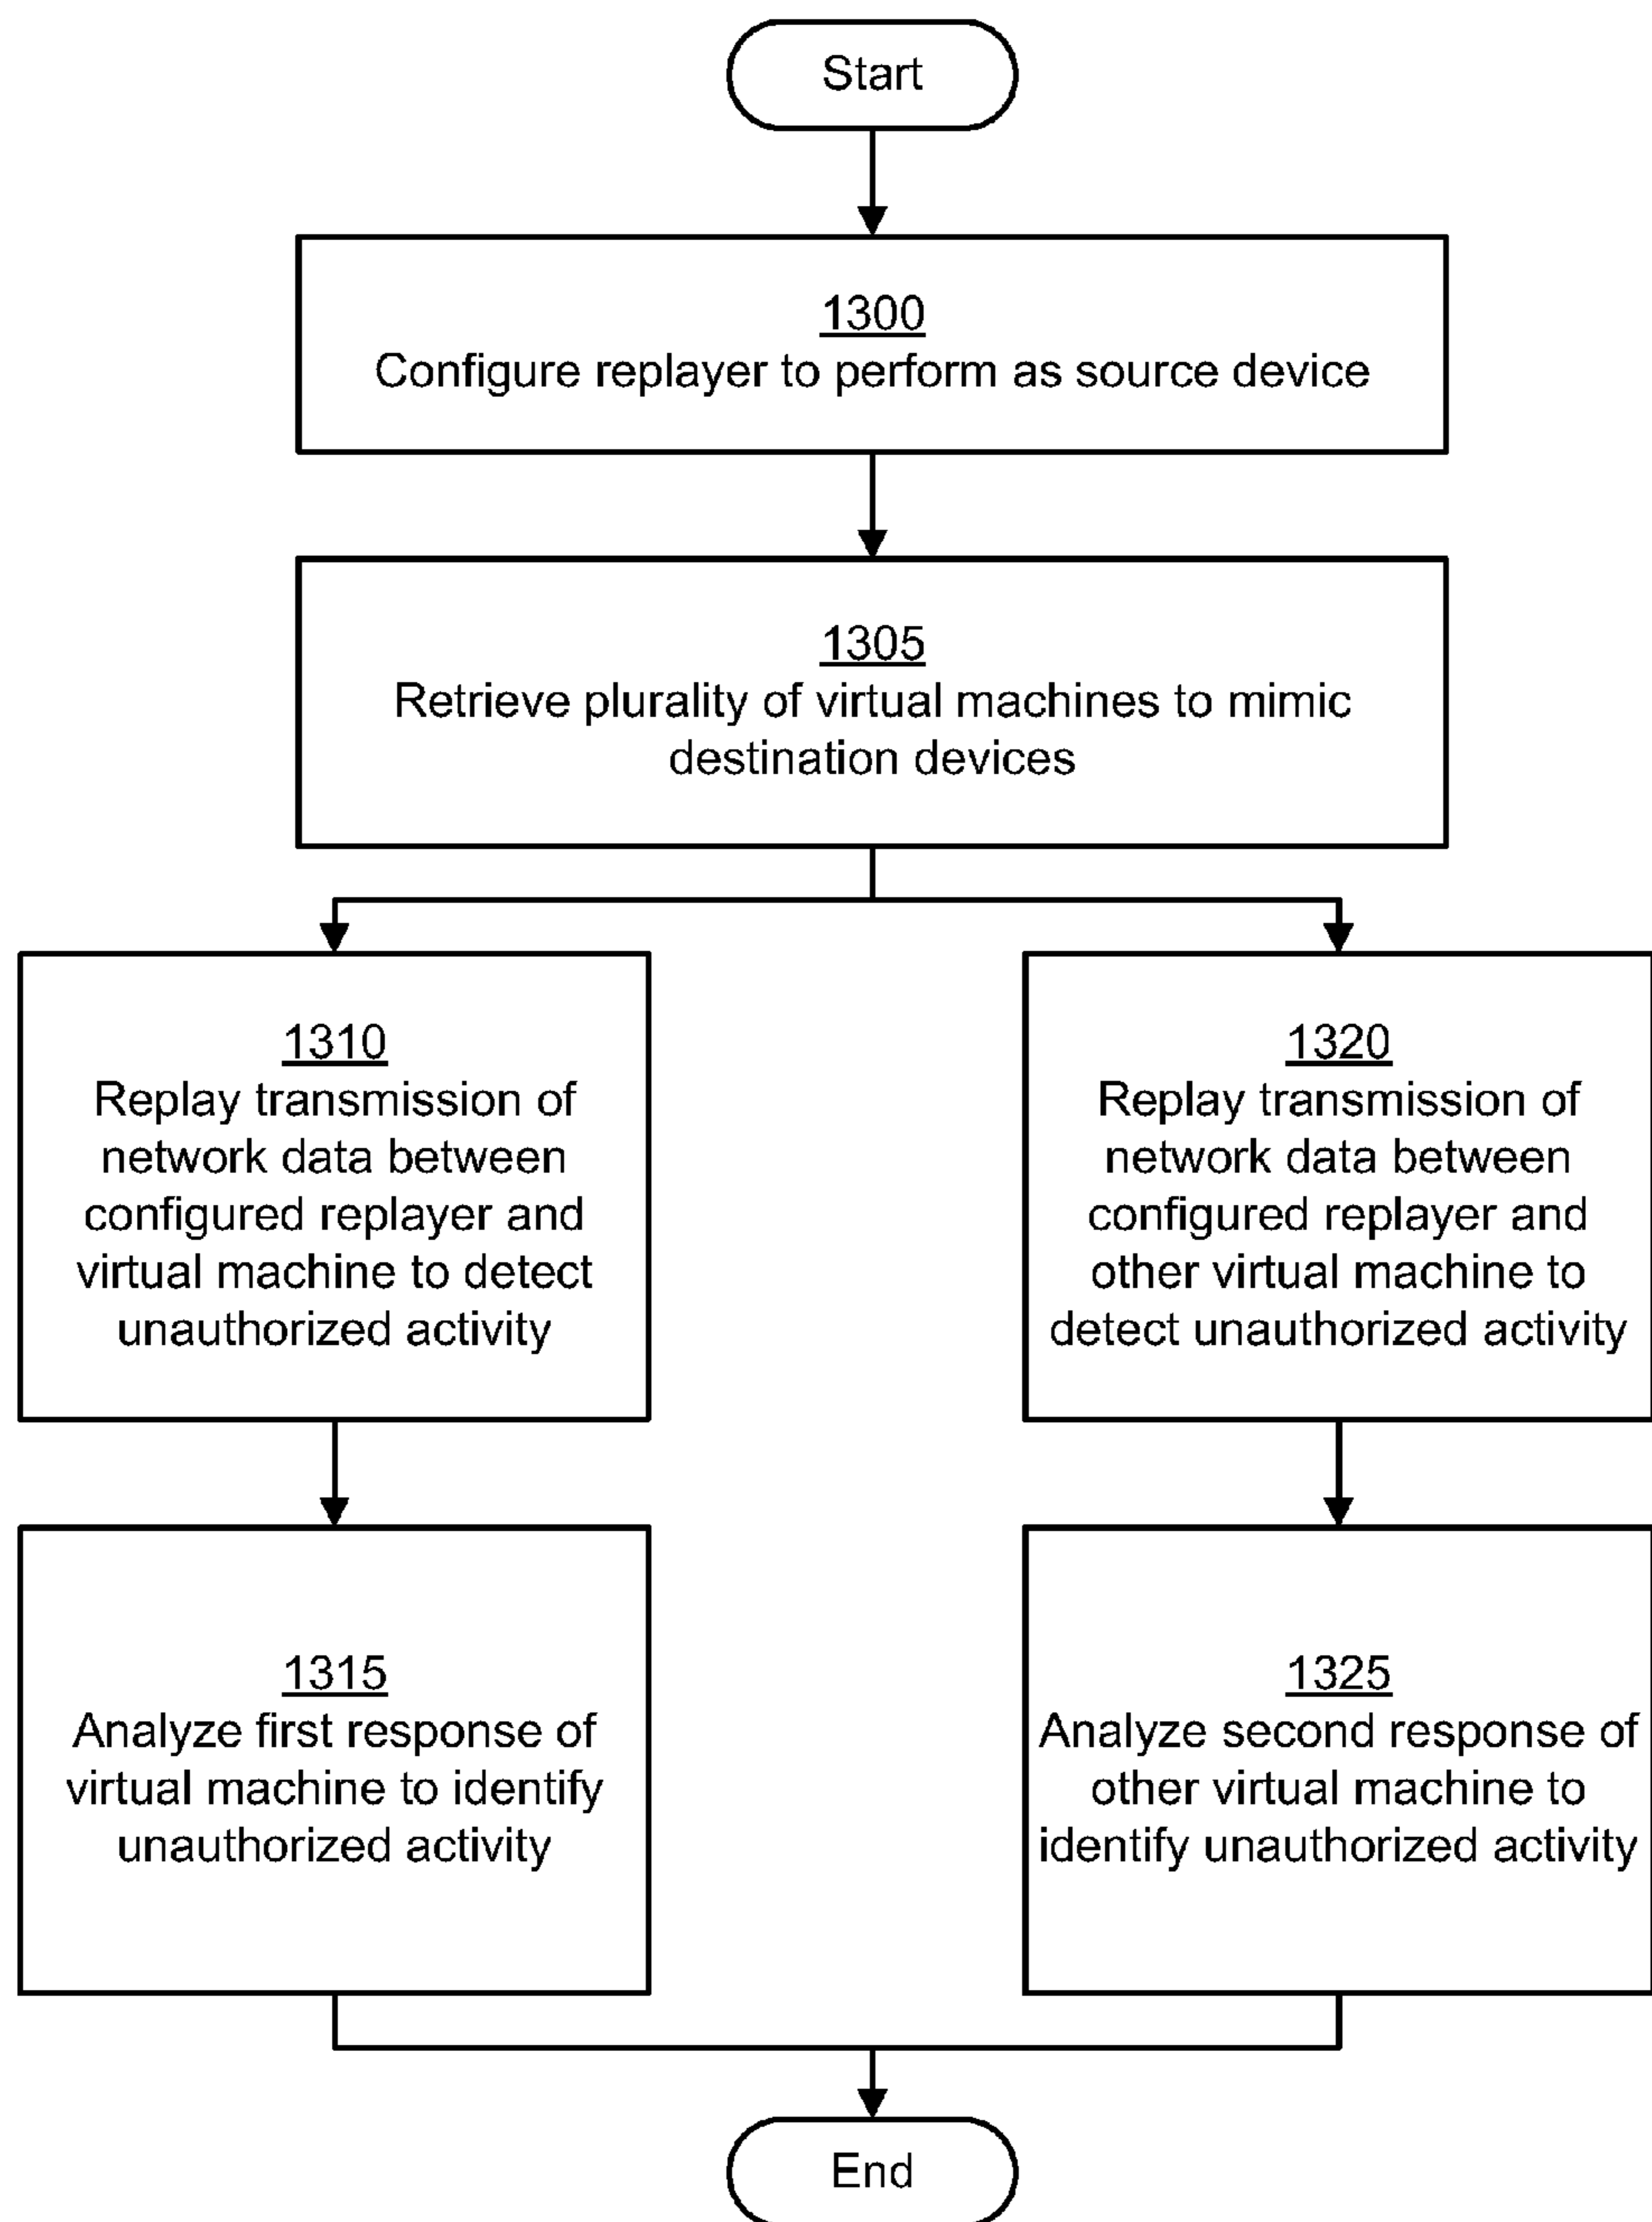 Start
1300
Configure replayer to perform as source device
1305
Retrieve plurality of virtual machines to mimic
destination devices
1310
Replay transmission of
network data between
configured replayer and
virtual machine to detect
unauthorized activity
1320
Replay transmission of
network data between
configured replayer and
other virtual machine to
detect unauthorized activity
1315
Analyze first response of
virtual machine to identify
unauthorized activity
1325
Analyze second response of
other virtual machine to
identify unauthorized activity
End